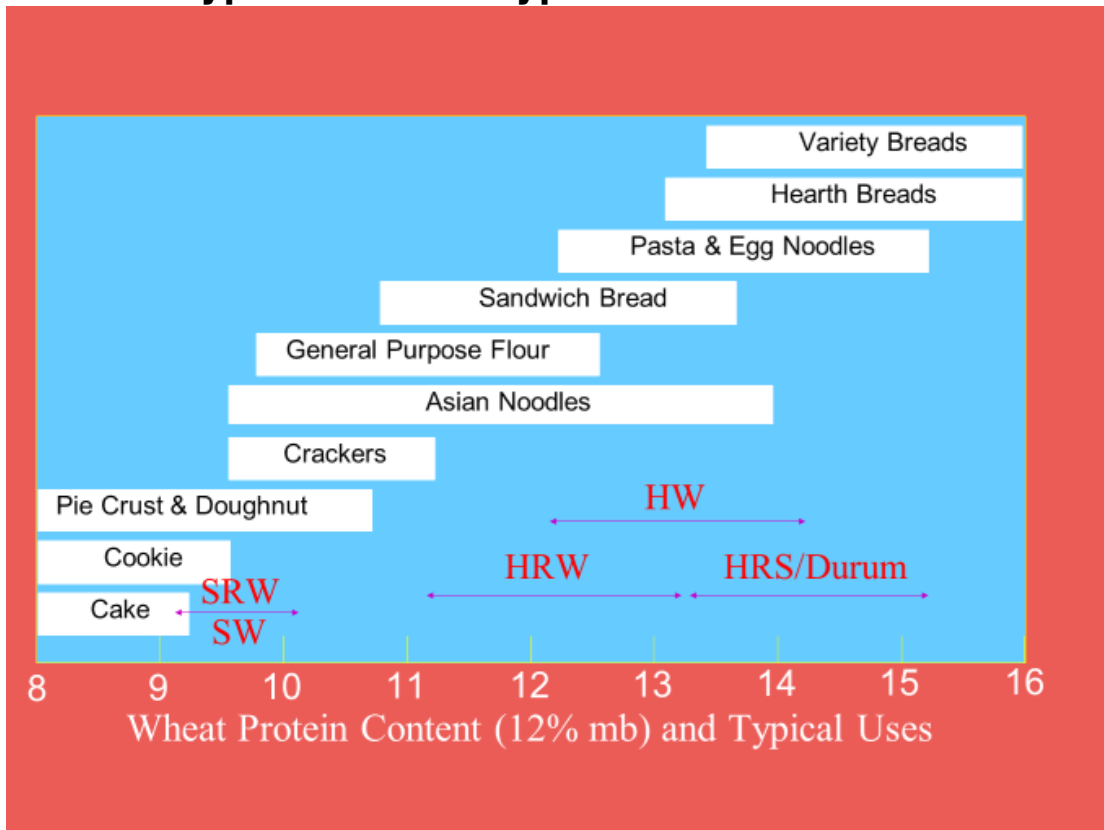 Variety Breads
Hearth Breads
Pasta & Egg Noodles
Sandwich Bread
General Purpose Flour
Asian Noodles
Crackers
Pie Crust & Doughnut
HW
Cookie
HRW
HRS/Durum
SRW
Cake
SW
8 9 10 11 12 13 14 15 16
Wheat Protein Content (12% mb) and Typical Uses